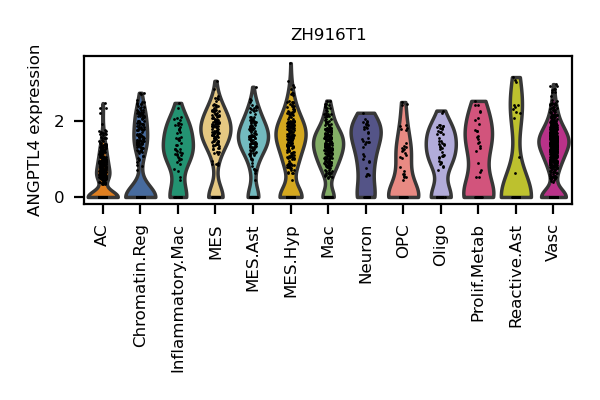 ZH916T1
ANGPTL4 expression
2
0
AC
Chromatin.Reg
Inflammatory.Mac
MES
MES.Ast
MES.Hyp
Mac
Neuron
OPC
Oligo
Prolif.Metab
Reactive.Ast
Vasc